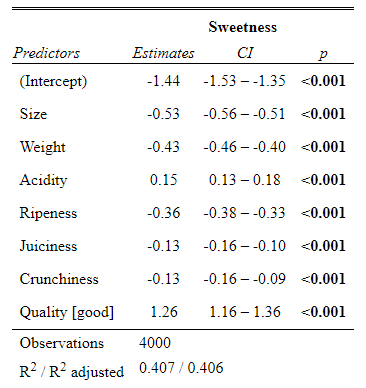 Sweetness
Predictors Estimates CI p
(Intercept) -1.44 -1.53 – -1.35 <0.001
Size -0.53 -0.56 – -0.51 <0.001
Weight -0.43 -0.46 – -0.40 <0.001
Acidity 0.15 0.13 – 0.18 <0.001
Ripeness -0.36 -0.38 – -0.33 <0.001
Juiciness -0.13 -0.16 – -0.10 <0.001
Crunchiness -0.13 -0.16 – -0.09 <0.001
Quality [good] 1.26 1.16 – 1.36 <0.001
Observations 4000
R² / R² adjusted 0.407 / 0.406